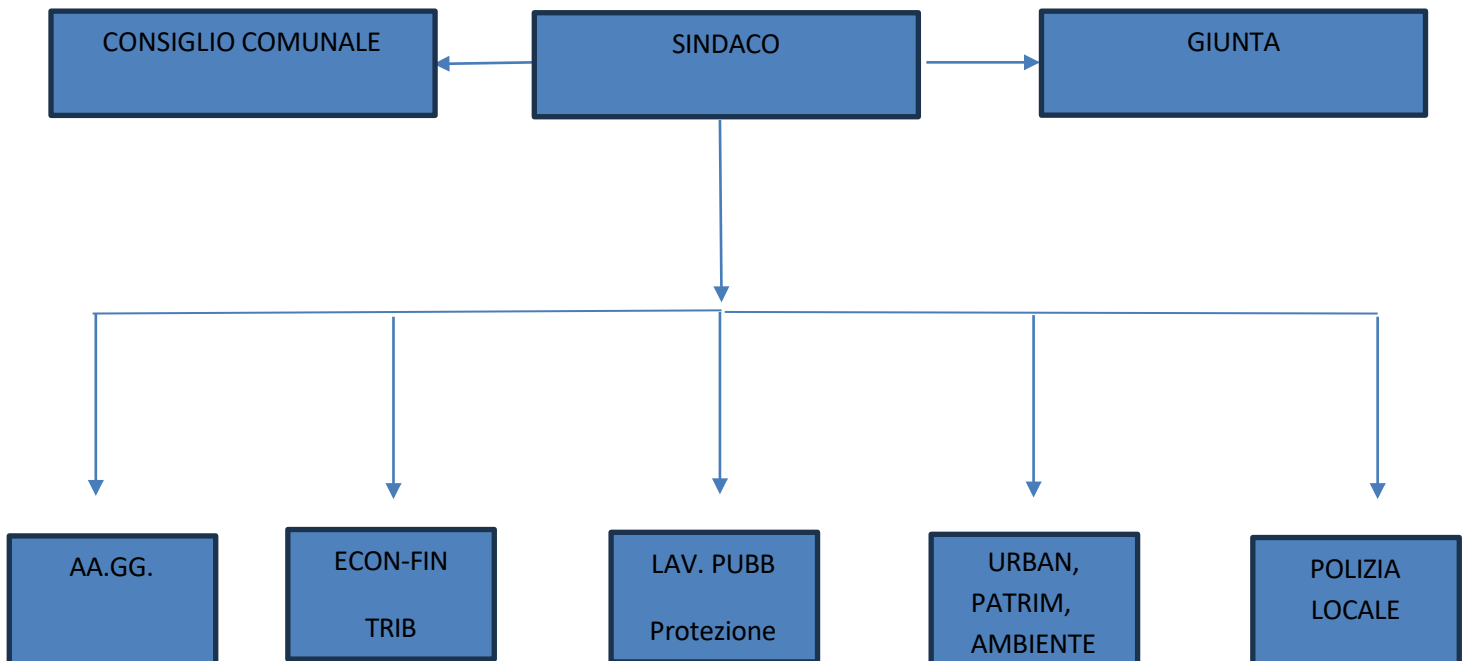 CONSIGLIO COMUNALE
SINDACO
GIUNTA
AA.GG.
ECON-FIN
TRIB
LAV. PUBB
Protezione
URBAN,
PATRIM,
AMBIENTE
POLIZIA
LOCALE